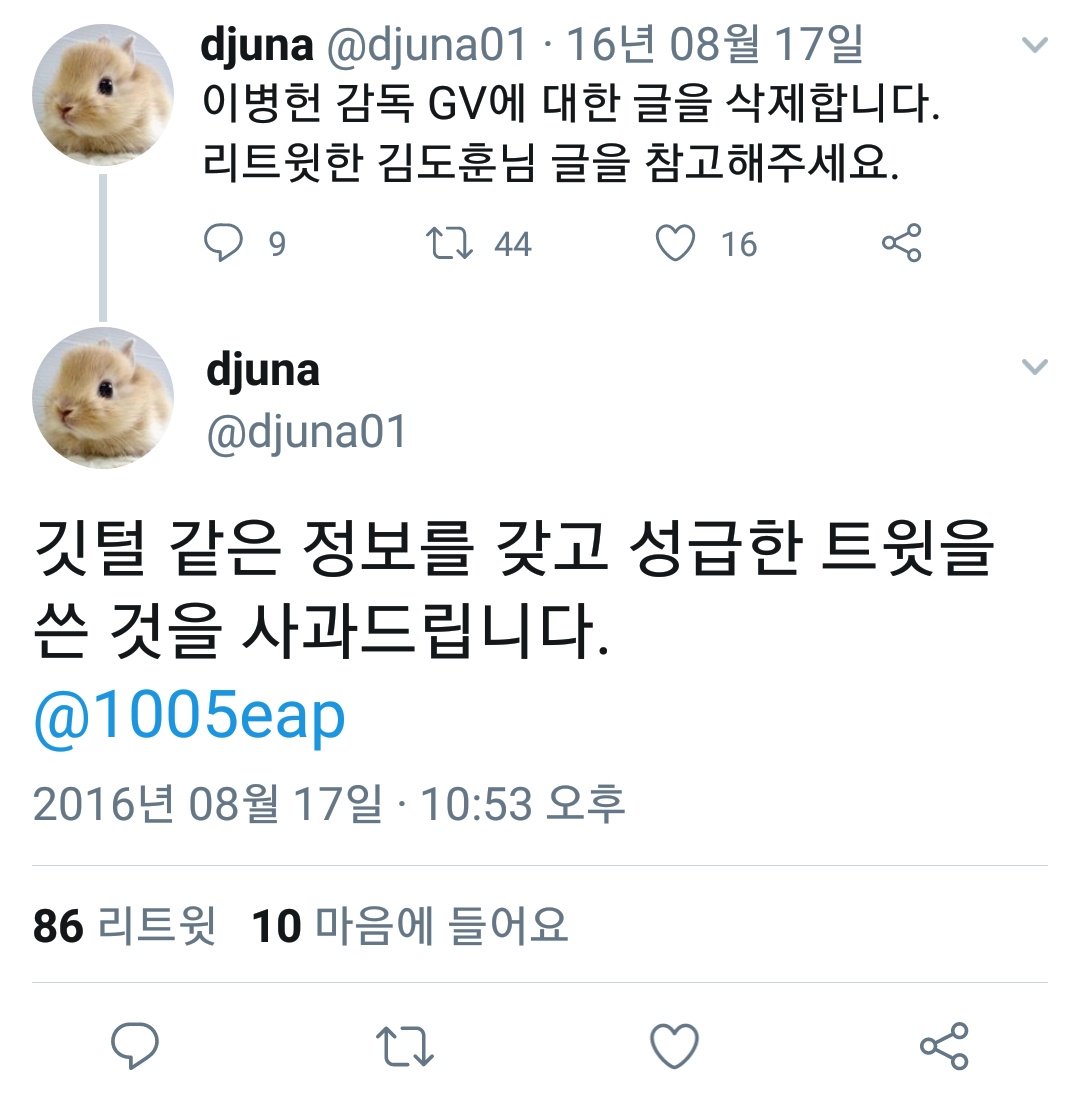 djuna @djuna01 · 16년 08월 17일
이병헌 감독 GV에 대한 글을 삭제합니다.
리트윗한 김도훈님 글을 참고해주세요.
9 44 16
djuna
@djuna01
깃털 같은 정보를 갖고 성급한 트윗을
쓴 것을 사과드립니다.
@1005eap
2016년 08월 17일 · 10:53 오후
86 리트윗 10 마음에 들어요